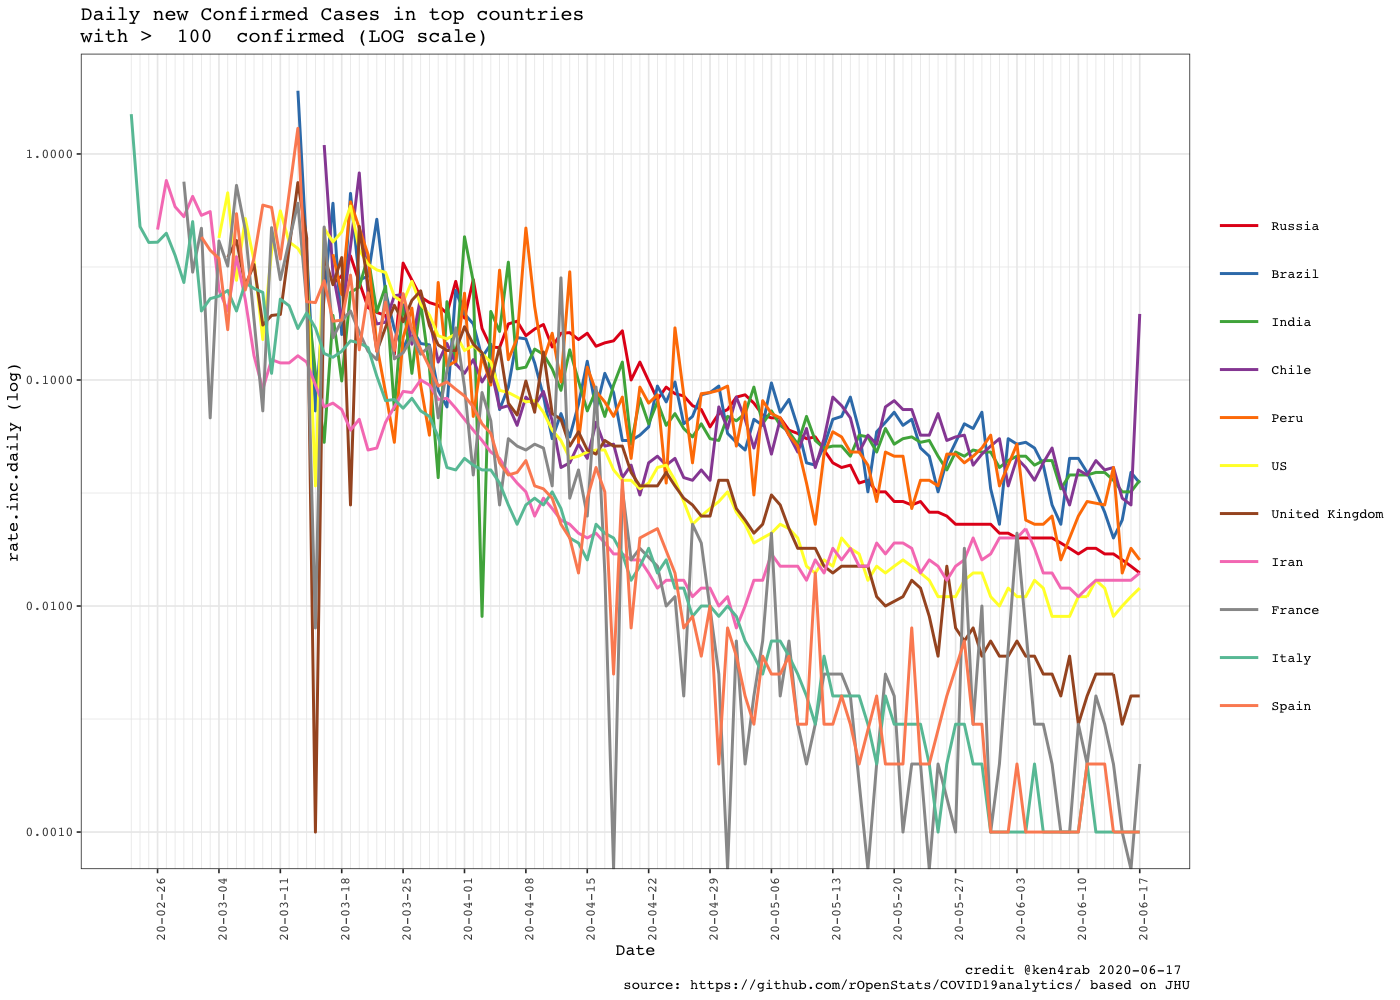 Daily new Confirmed Cases in top countries
with >  100  confirmed (LOG scale)
rate.inc.daily (log)
1.0000
0.1000
0.0100
0.0010
20-02-26
20-03-04
20-03-11
20-03-18
20-03-25
20-04-01
20-04-08
20-04-15
20-04-22
20-04-29
20-05-06
20-05-13
20-05-20
20-05-27
20-06-03
20-06-10
20-06-17
Date
Russia
Brazil
India
Chile
Peru
US
United Kingdom
Iran
France
Italy
Spain
credit @ken4rab 2020-06-17
source: https://github.com/rOpenStats/COVID19analytics/ based on JHU